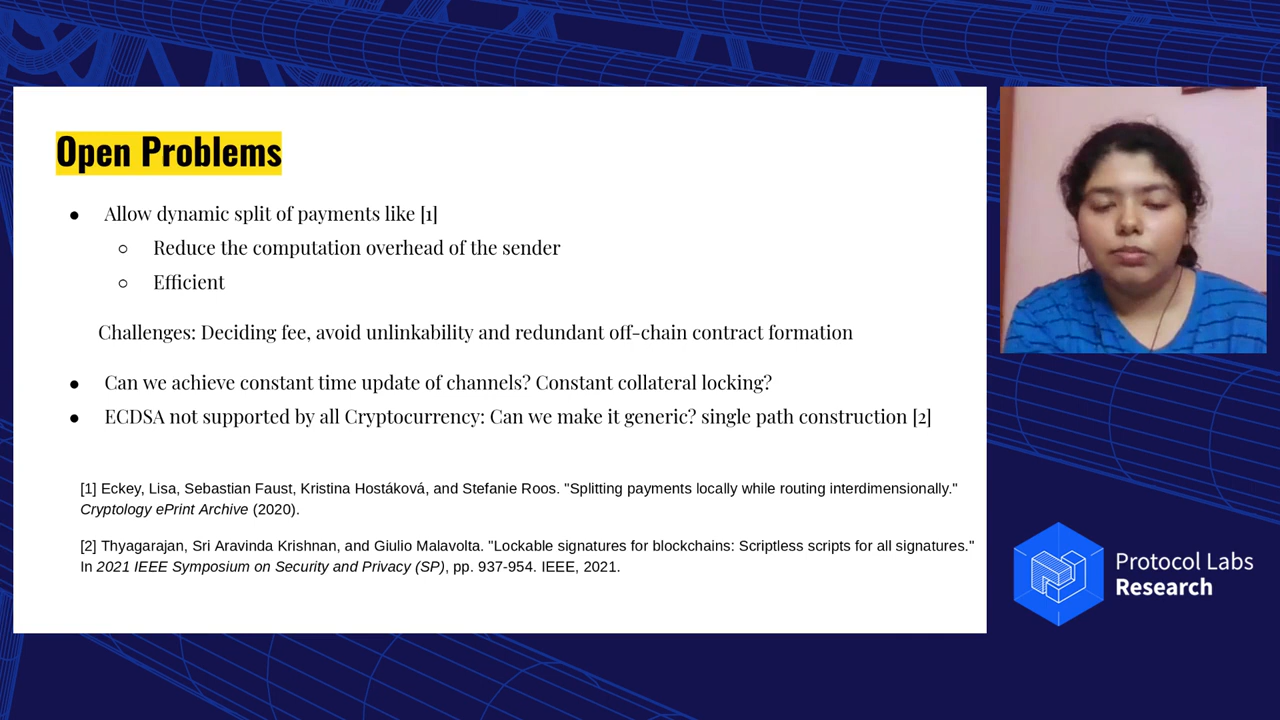 Open Problems
● Allow dynamic split of payments like [1]
○ Reduce the computation overhead of the sender
○ Efficient
Challenges: Deciding fee, avoid unlinkability and redundant off-chain contract formation
● Can we achieve constant time update of channels? Constant collateral locking?
● ECDSA not supported by all Cryptocurrency: Can we make it generic? single path construction [2]
[1] Eckey, Lisa, Sebastian Faust, Kristina Hostáková, and Stefanie Roos. "Splitting payments locally while routing interdimensionally."
Cryptology ePrint Archive (2020).
[2] Thyagarajan, Sri Aravinda Krishnan, and Giulio Malavolta. "Lockable signatures for blockchains: Scriptless scripts for all signatures."
In 2021 IEEE Symposium on Security and Privacy (SP), pp. 937-954. IEEE, 2021.
Protocol Labs
Research